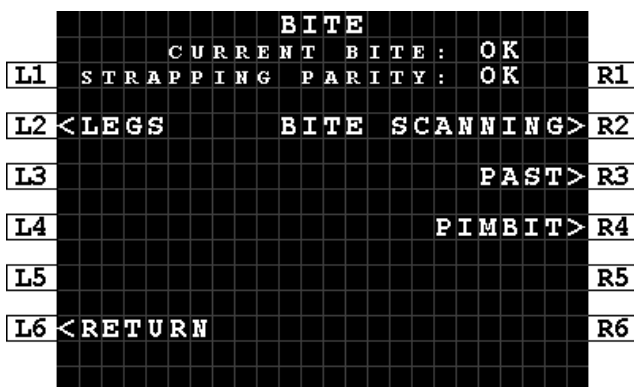 BITE
CURRENT BITE: OK
L1 STRAPPING PARITY: OK R1
L2 <LEGS BITE SCANNING> R2
L3 PAST> R3
L4 PIMBIT> R4
L5 R5
L6 <RETURN R6